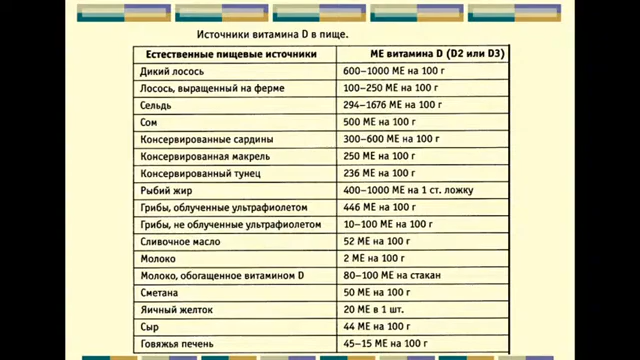 Источники витамина D в пище.
Естественные пищевые источники МЕ витамина D (D2 или D3)
Дикий лосось 600–1000 МЕ на 100 г
Лосось, выращенный на ферме 100–250 МЕ на 100 г
Сельдь 294–1676 МЕ на 100 г
Сом 500 МЕ на 100 г
Консервированные сардины 300–600 МЕ на 100 г
Консервированная макрель 250 МЕ на 100 г
Консервированный тунец 236 МЕ на 100 г
Рыбий жир 400–1000 МЕ на 1 ст. ложку
Грибы, облученные ультрафиолетом 446 МЕ на 100 г
Грибы, не облученные ультрафиолетом 10–100 МЕ на 100 г
Сливочное масло 52 МЕ на 100 г
Молоко 2 МЕ на 100 г
Молоко, обогащенное витамином D 80–100 МЕ на стакан
Сметана 50 МЕ на 100 г
Яичный желток 20 МЕ в 1 шт.
Сыр 44 МЕ на 100 г
Говяжья печень 45–15 МЕ на 100 г